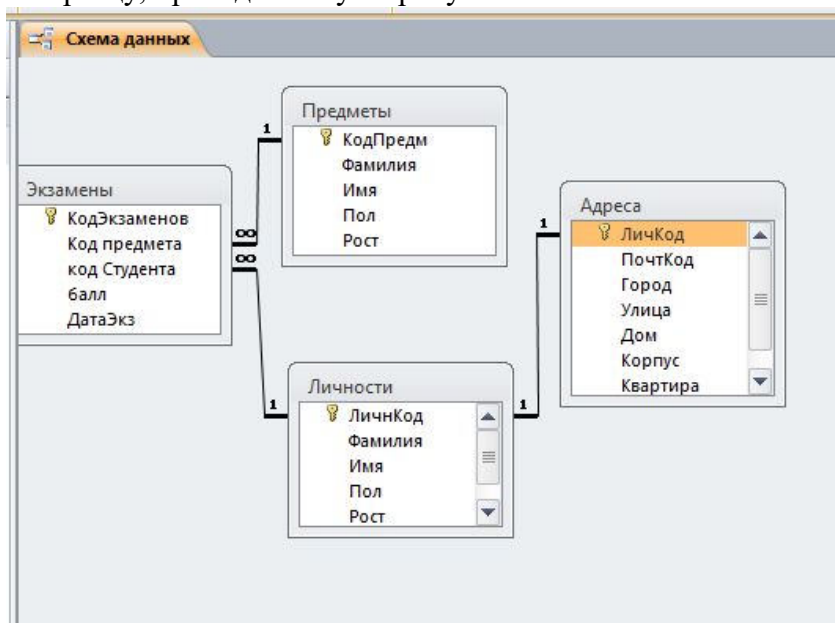 Схема данных
Экзамены
КодЭкзаменов
Код предмета
код Студента
балл
ДатаЭкз
Предметы
КодПредм
Фамилия
Имя
Пол
Рост
Адреса
ЛичКод
ПочтКод
Город
Улица
Дом
Корпус
Квартира
Личности
ЛичнКод
Фамилия
Имя
Пол
Рост
1
∞
∞
1
1
1